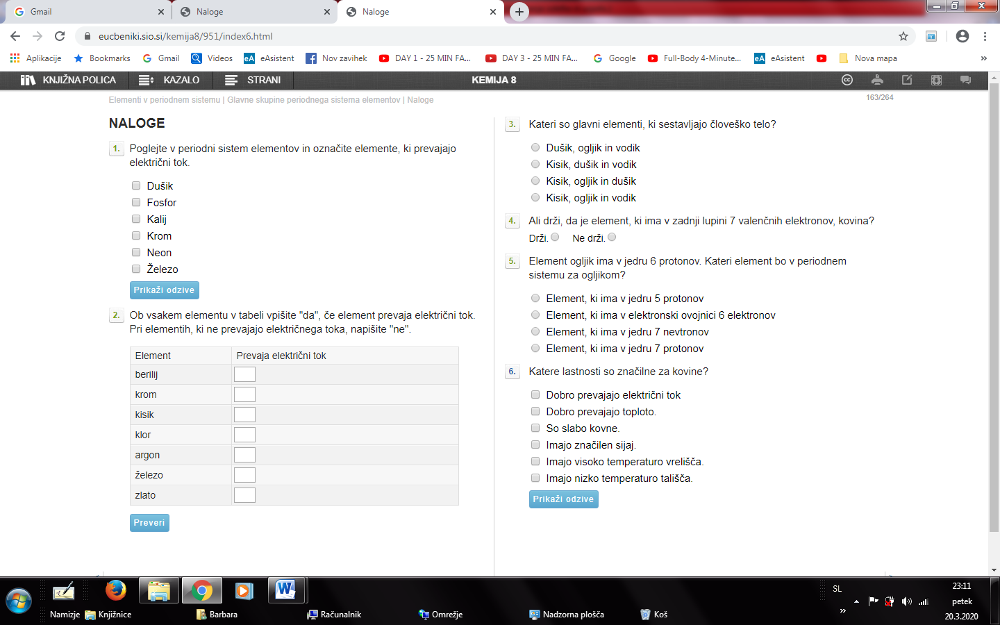 Gmail
Naloge
Naloge
eucbeniki.sio.si/kemija8/951/index6.html
Aplikacije
Bookmarks
Gmail
Videos
eAsistent
Nov zavihek
DAY 1 - 25 MIN FA...
DAY 3 - 25 MIN FA...
Google
Full-Body 4-Minute...
eAsistent
Nova mapa
KNJIŽNA POLICA
KAZALO
STRANI
KEMIJA 8
Elementi v periodnem sistemu | Glavne skupine periodnega sistema elementov | Naloge
163/264
NALOGE
1. Poglejte v periodni sistem elementov in označite elemente, ki prevajajo
električni tok.
Dušik
Fosfor
Kalij
Krom
Neon
Železo
Prikaži odzive
2. Ob vsakem elementu v tabeli vpišite "da", če element prevaja električni tok.
Pri elementih, ki ne prevajajo električnega toka, napišite "ne".
Element Prevaja električni tok
berilij
krom
kisik
klor
argon
železo
zlato
Preveri
3. Kateri so glavni elementi, ki sestavljajo človeško telo?
Dušik, ogljik in vodik
Kisik, dušik in vodik
Kisik, ogljik in dušik
Kisik, ogljik in vodik
4. Ali drži, da je element, ki ima v zadnji lupini 7 valenčnih elektronov, kovina?
Drži. Ne drži.
5. Element ogljik ima v jedru 6 protonov. Kateri element bo v periodnem
sistemu za ogljikom?
Element, ki ima v jedru 5 protonov
Element, ki ima v elektronski ovojnici 6 elektronov
Element, ki ima v jedru 7 nevtronov
Element, ki ima v jedru 7 protonov
6. Katere lastnosti so značilne za kovine?
Dobro prevajajo električni tok
Dobro prevajajo toploto.
So slabo kovne.
Imajo značilen sijaj.
Imajo visoko temperaturo vrelišča.
Imajo nizko temperaturo tališča.
Prikaži odzive
Namizje
Knjižnice
Barbara
Računalnik
Omrežje
Nadzorna plošča
Koš
SL
23:11
petek
20.3.2020